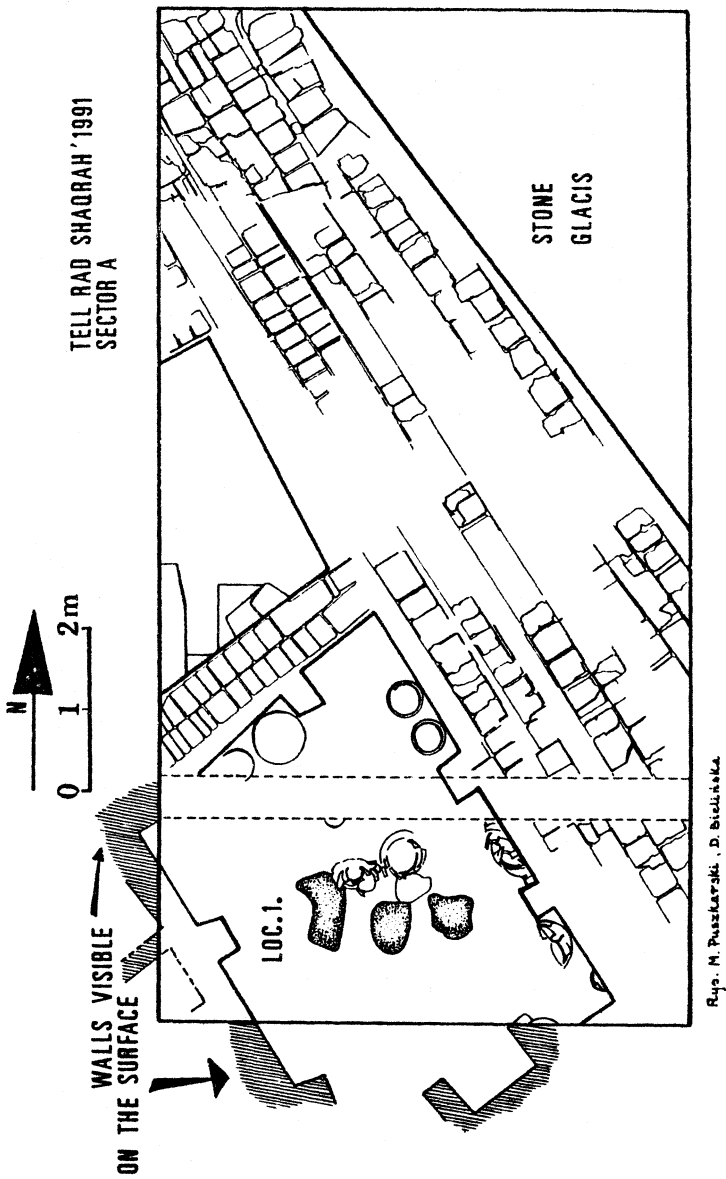 TELL RAD SHAQRAH'1991
SECTOR A
N
0 1 2m
STONE
GLACIS
LOC.1.
WALLS VISIBLE
ON THE SURFACE
Rys. M. Puszkarski, D. Bielińska